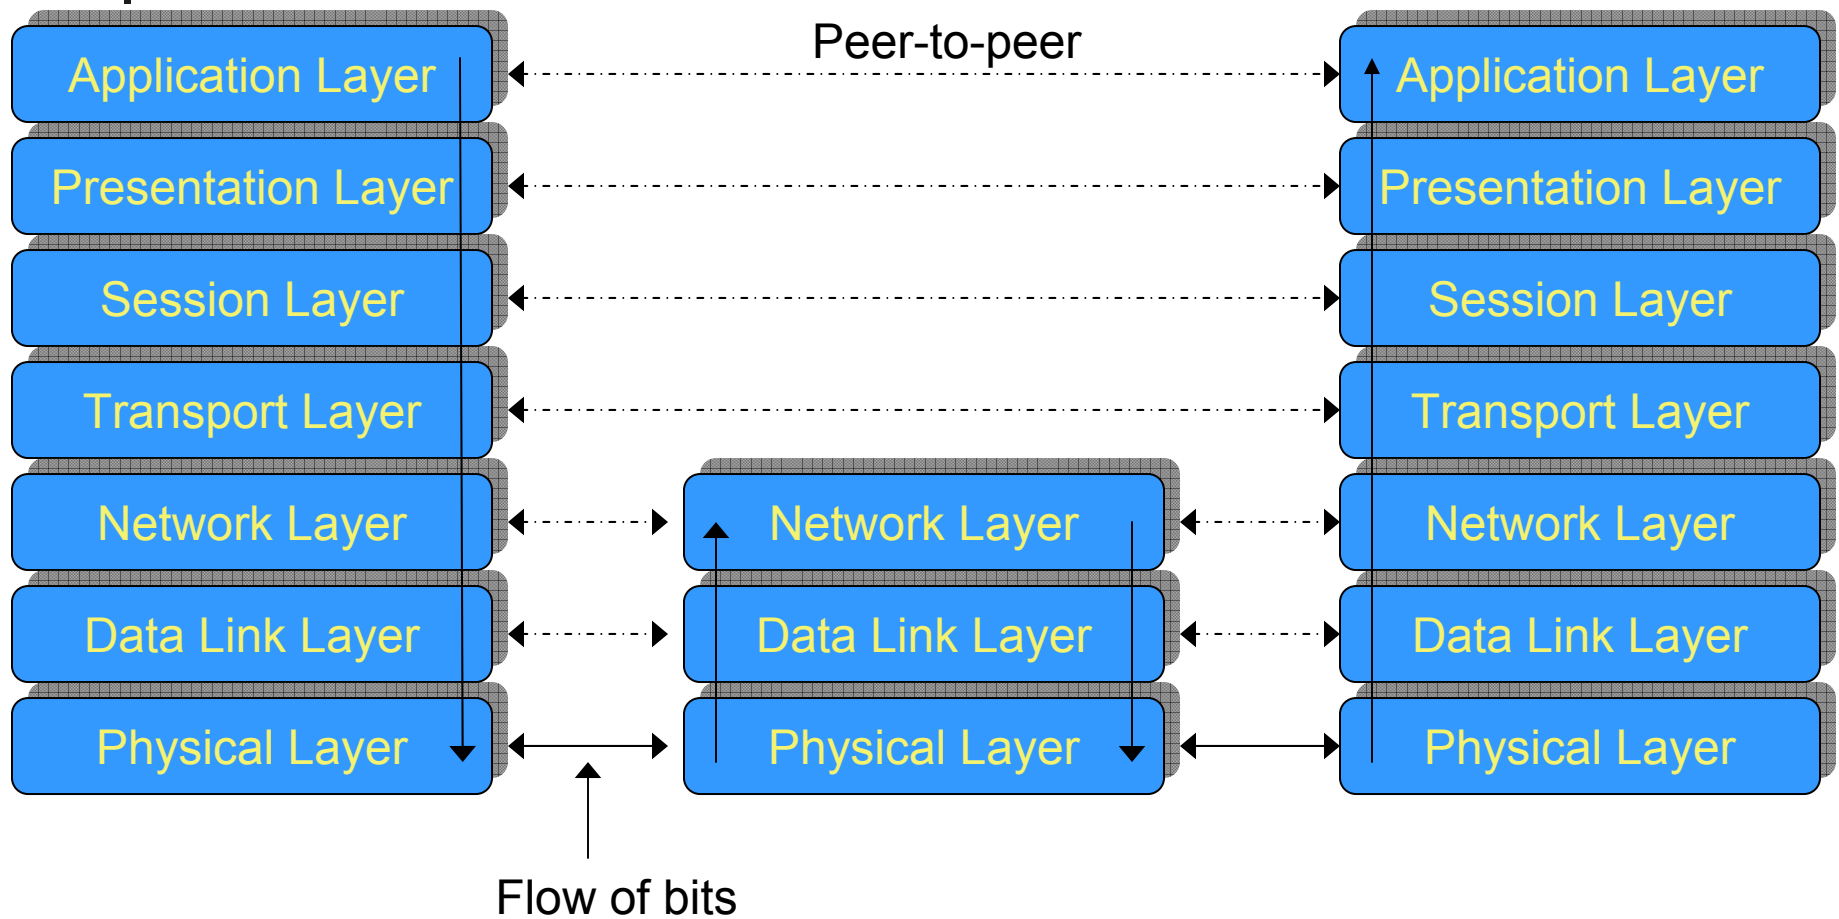 Peer-to-peer
Application Layer
Application Layer
Presentation Layer
Presentation Layer
Session Layer
Session Layer
Transport Layer
Transport Layer
Network Layer
Network Layer
Network Layer
Data Link Layer
Data Link Layer
Data Link Layer
Physical Layer
Physical Layer
Physical Layer
Flow of bits